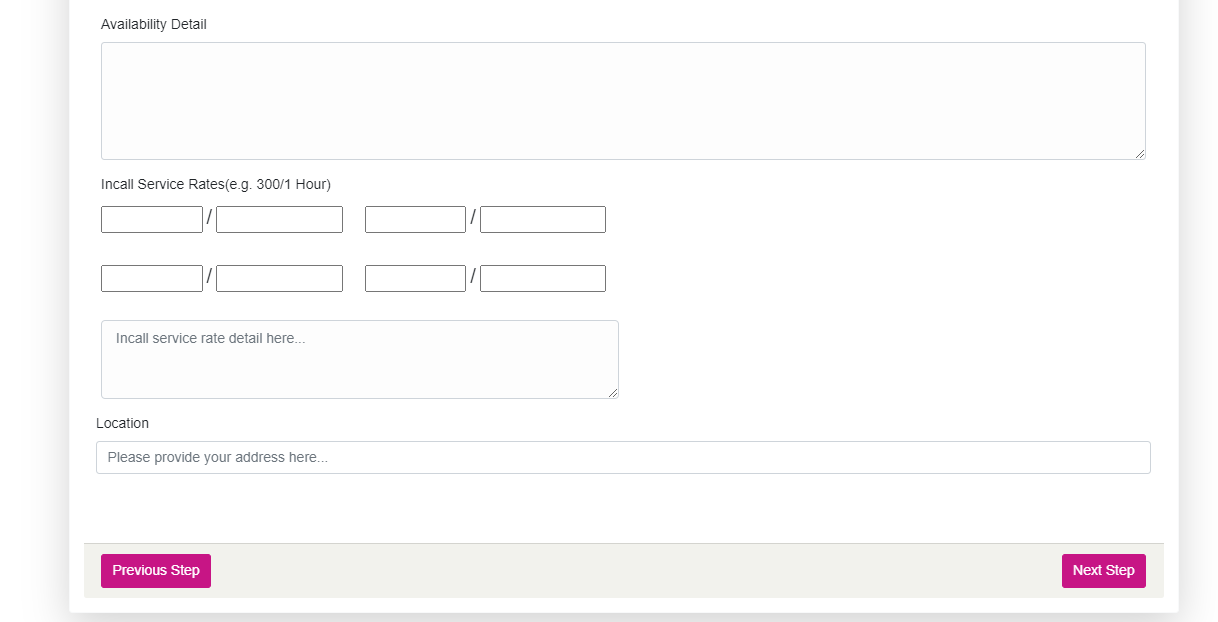 Availability Detail
Incall Service Rates(e.g. 300/1 Hour)
/ /
/ /
Incall service rate detail here...
Location
Please provide your address here...
Previous Step Next Step